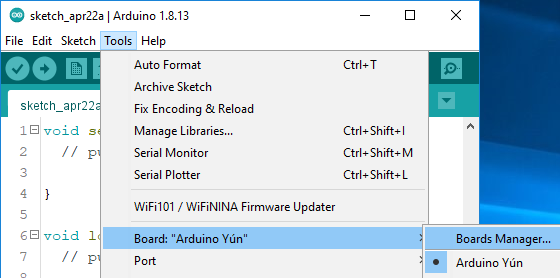 sketch_apr22a | Arduino 1.8.13
File Edit Sketch Tools Help
Auto Format Ctrl+T
Archive Sketch
Fix Encoding & Reload
Manage Libraries... Ctrl+Shift+I
Serial Monitor Ctrl+Shift+M
Serial Plotter Ctrl+Shift+L
WiFi101 / WiFiNINA Firmware Updater
Board: "Arduino Yún"
Port
Boards Manager...
Arduino Yún
sketch_apr22a
1 void se
2 // pu
3
4 }
5
6 void lo
7 // pu